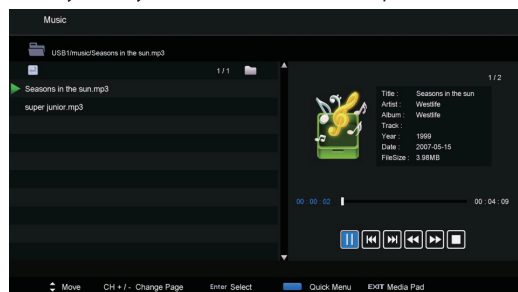 Music
USB1/music/Seasons in the sun.mp3
1 / 1
Seasons in the sun.mp3
super junior.mp3
1 / 2
Title : Seasons in the sun
Artist : Westlife
Album : Westlife
Track :
Year : 1999
Date : 2007-05-15
FileSize : 3.98MB
00 : 00 : 02
00 : 04 : 09
Move CH + / - Change Page Enter Select Quick Menu EXIT Media Pad